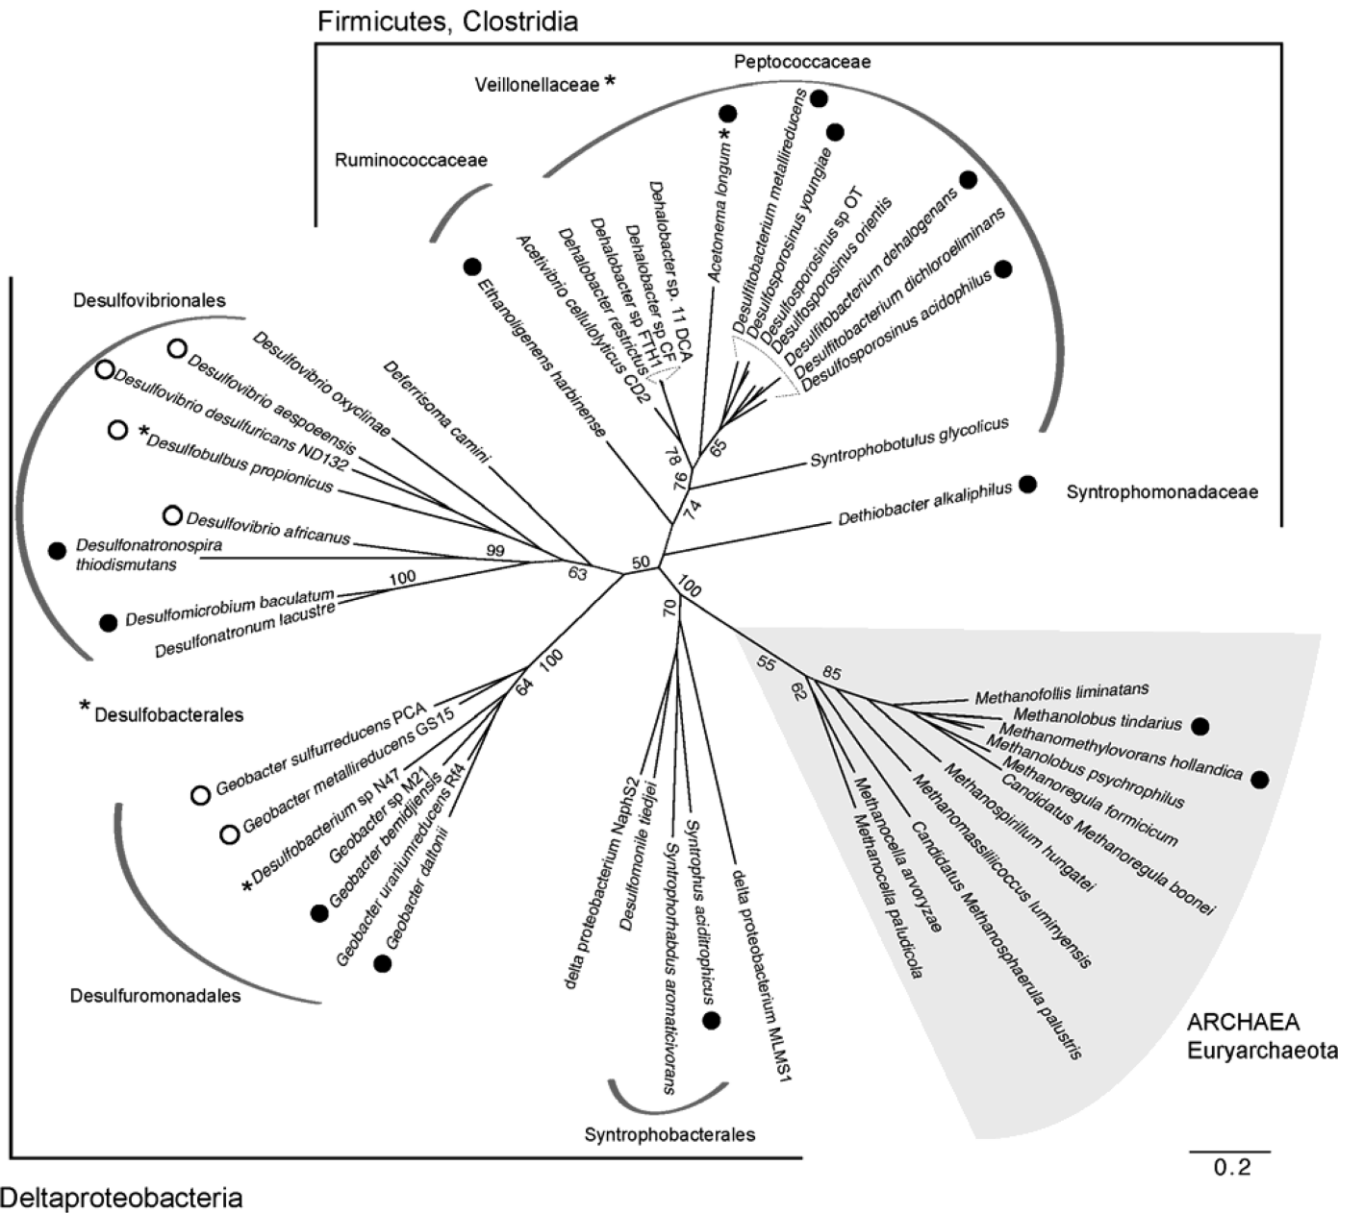 Firmicutes, Clostridia
Peptococcaceae
Veillonellaceae *
Ruminococcaceae
Ethanoligenens harbinense
Acetivibrio cellulolyticus CD2
Dehalobacter restrictus
Dehalobacter sp FTH1
Dehalobacter sp CF
Dehalobacter sp. 11 DCA
Acetonema longum *
Desulfitobacterium metallireducens
Desulfosporosinus youngiae
Desulfosporosinus sp OT
Desulfosporosinus orientis
Desulfitobacterium dehalogenans
Desulfitobacterium dichloroeliminans
Desulfosporosinus acidophilus
Syntrophobotulus glycolicus
Dethiobacter alkaliphilus
Syntrophomonadaceae
78
65
76
74
50
100
70
Desulfovibrionales
Deferrisoma camini
Desulfovibrio oxyclinae
Desulfovibrio aespoeensis
Desulfovibrio desulfuricans ND132
*Desulfobulbus propionicus
Desulfovibrio africanus
Desulfonatronospira
thiodismutans
Desulfomicrobium baculatum
Desulfonatronum lacustre
99
63
100
* Desulfobacterales
100
64
Geobacter sulfurreducens PCA
Geobacter metallireducens GS15
*Desulfobacterium sp N47
Geobacter sp M21
Geobacter bemidjiensis
Geobacter uraniumreducens Rf4
Geobacter daltonii
Desulfuromonadales
delta proteobacterium NaphS2
Desulfomonile tiedjei
Syntrophorhabdus aromaticivorans
Syntrophus aciditrophicus
delta proteobacterium MLMS1
Syntrophobacterales
55
62
85
Methanofollis liminatans
Methanolobus tindarius
Methanomethylovorans hollandica
Methanolobus psychrophilus
Methanoregula formicicum
Candidatus Methanoregula boonei
Methanospirillum hungatei
Methanomassiliicoccus luminyensis
Candidatus Methanosphaerula palustris
Methanocella arvoryzae
Methanocella paludicola
ARCHAEA
Euryarchaeota
0.2
Deltaproteobacteria